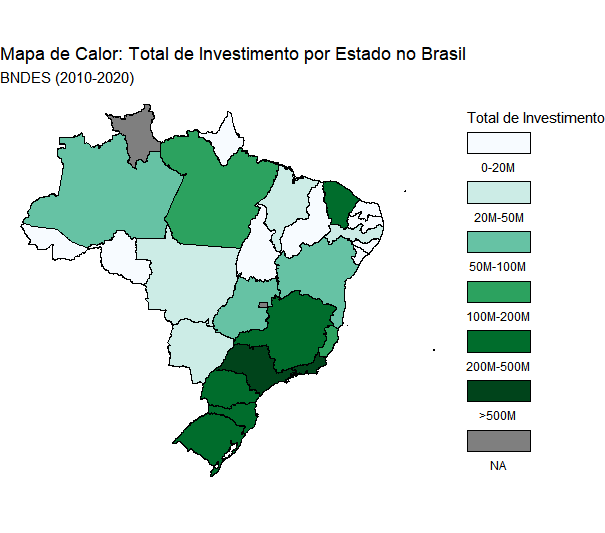 Mapa de Calor: Total de Investimento por Estado no Brasil
BNDES (2010-2020)
Total de Investimento
0-20M
20M-50M
50M-100M
100M-200M
200M-500M
>500M
NA